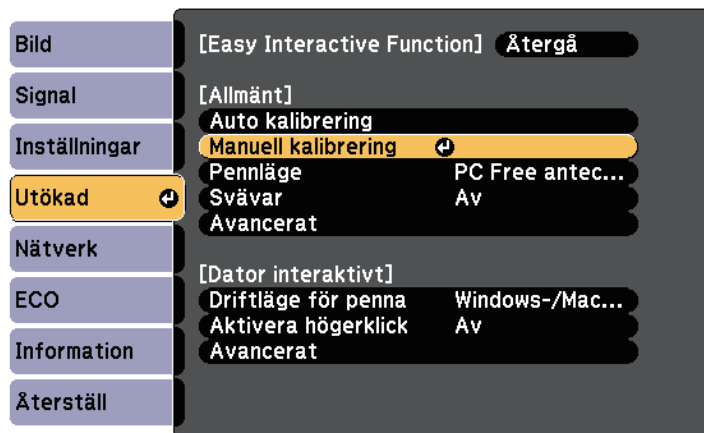 Bild
Signal
Inställningar
Utökad
Nätverk
ECO
Information
Återställ
[Easy Interactive Function] Återgå
[Allmänt]
Auto kalibrering
Manuell kalibrering
Pennläge PC Free antec...
Svävar Av
Avancerat
[Dator interaktivt]
Driftläge för penna Windows-/Mac...
Aktivera högerklick Av
Avancerat